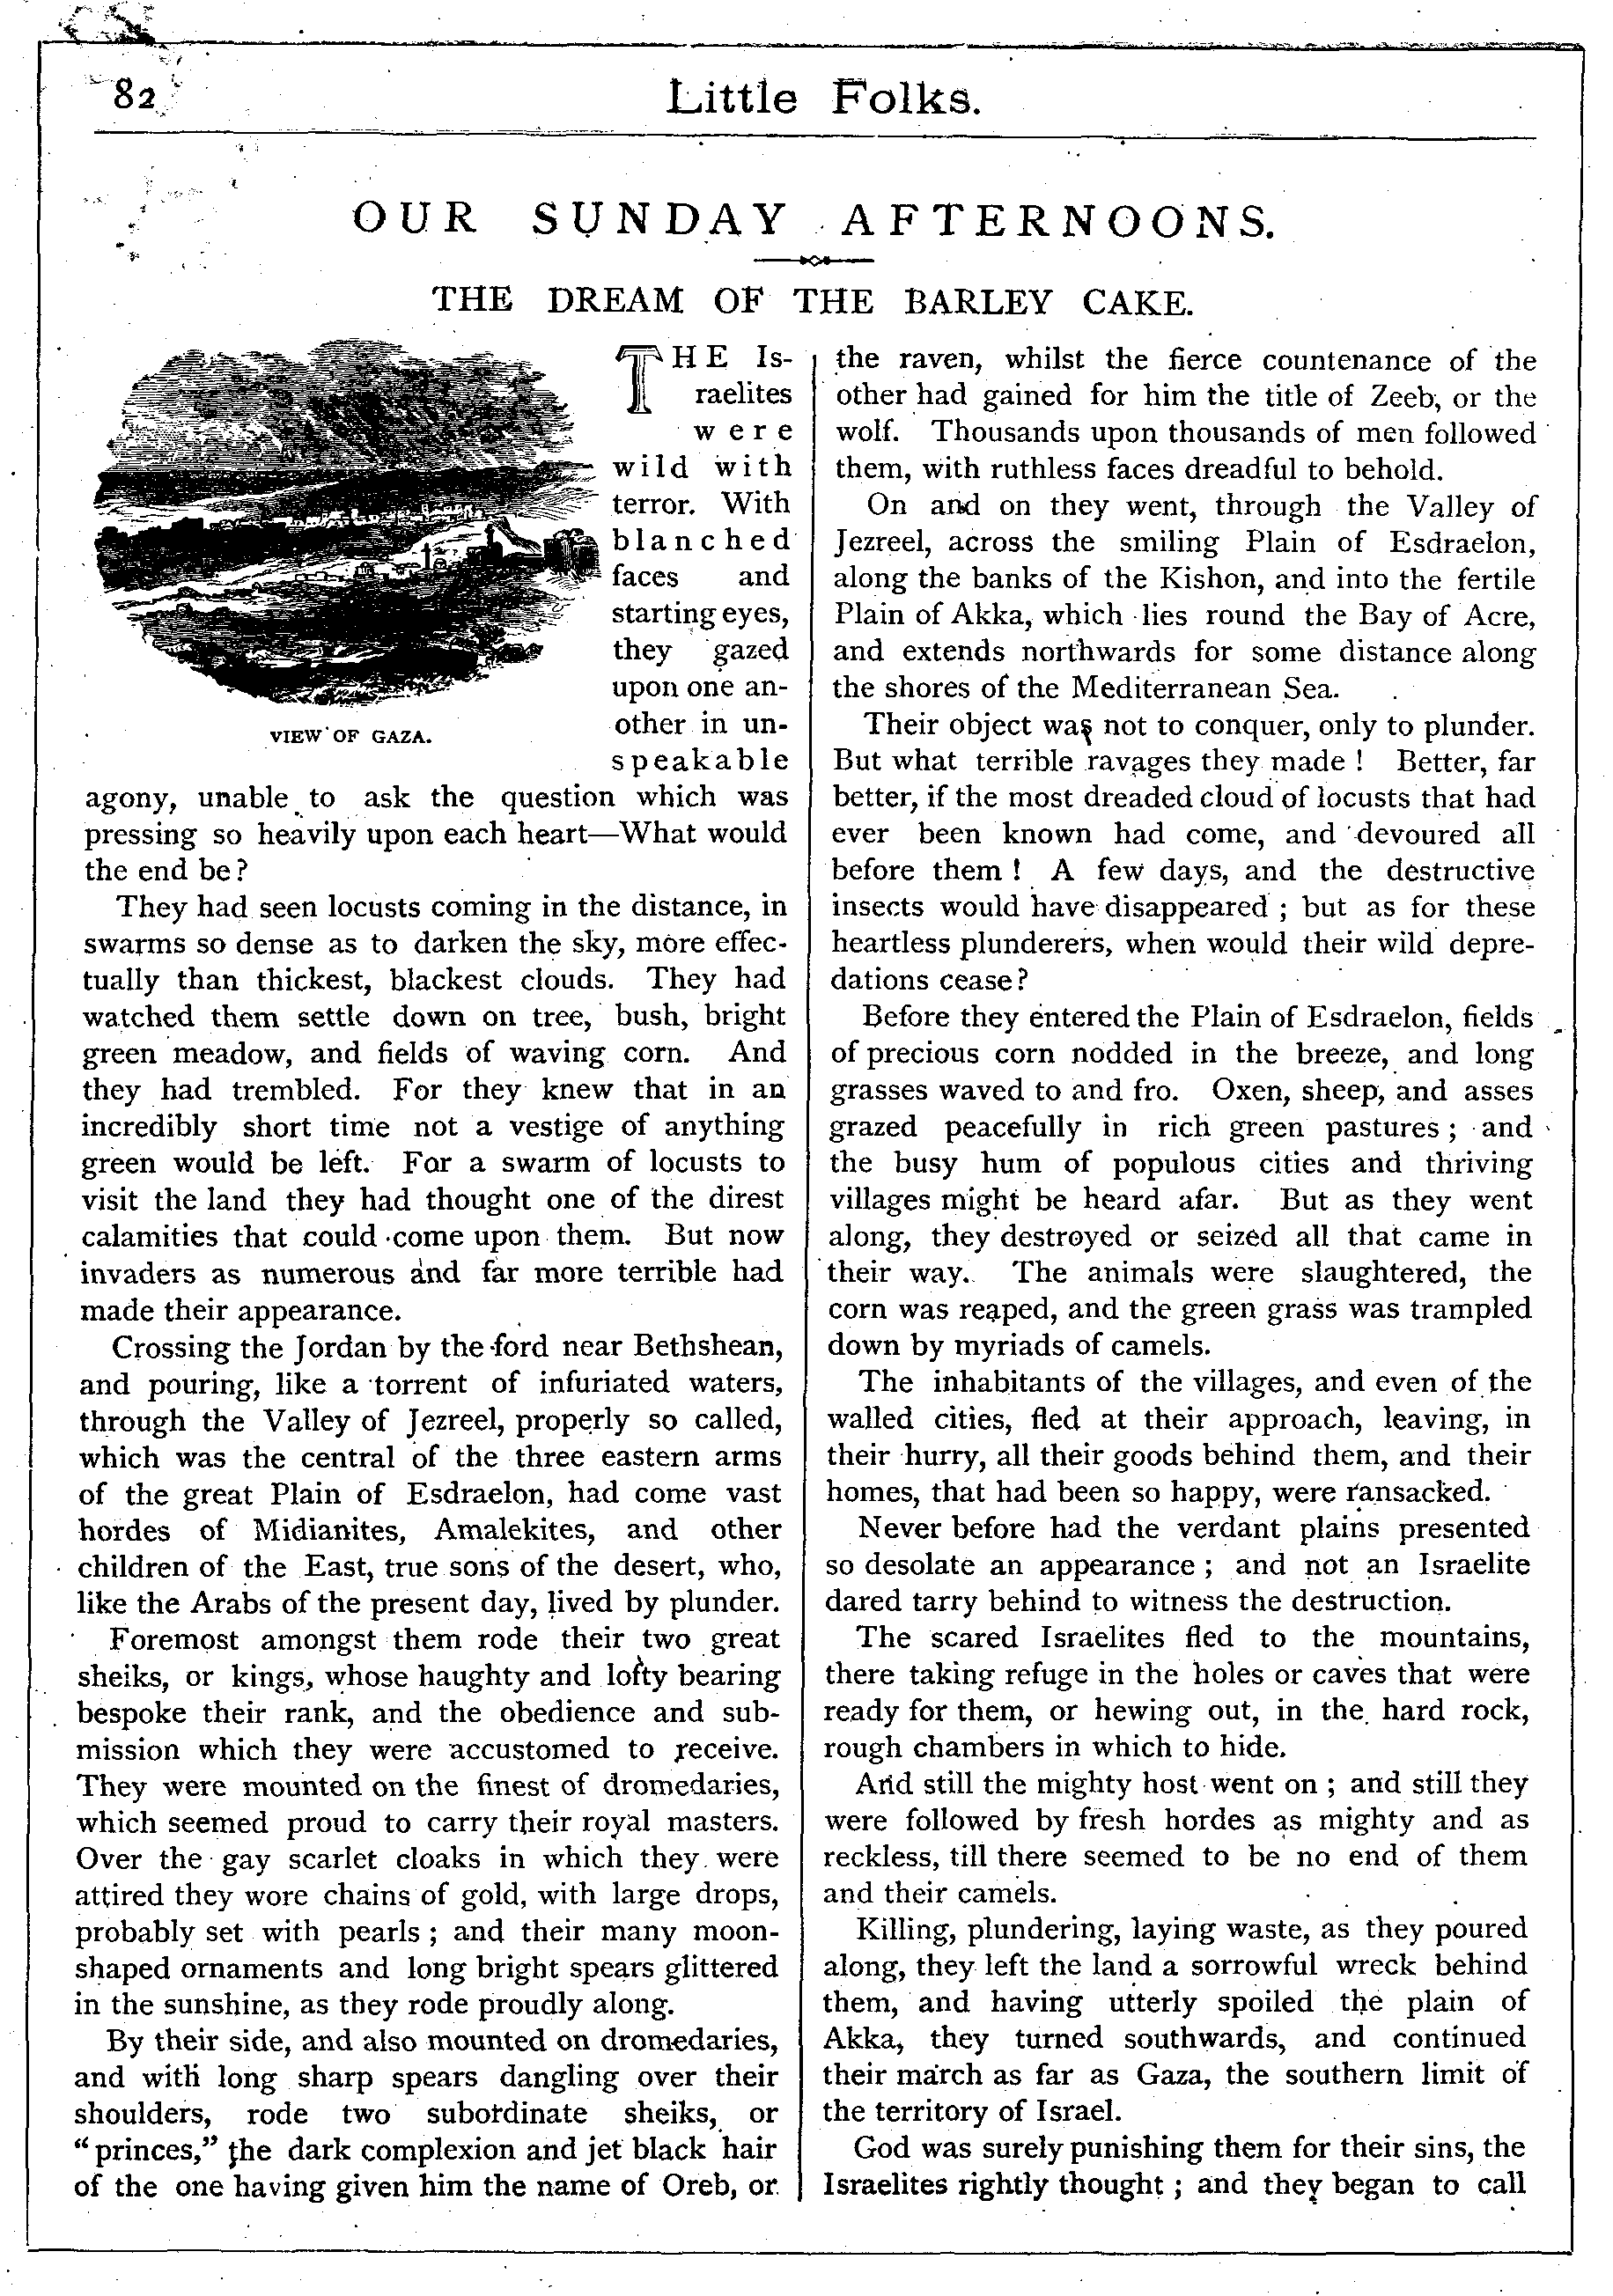 82
Little Folks.
OUR SUNDAY AFTERNOONS.
THE DREAM OF THE BARLEY CAKE.
VIEW OF GAZA.
THE Is-
raelites
were
wild with
terror. With
blanched
faces and
starting eyes,
they gazed
upon one an-
other in un-
speakable
agony, unable to ask the question which was
pressing so heavily upon each heart—What would
the end be?
They had seen locusts coming in the distance, in
swarms so dense as to darken the sky, more effec-
tually than thickest, blackest clouds. They had
watched them settle down on tree, bush, bright
green meadow, and fields of waving corn. And
they had trembled. For they knew that in an
incredibly short time not a vestige of anything
green would be left. For a swarm of locusts to
visit the land they had thought one of the direst
calamities that could come upon them. But now
invaders as numerous and far more terrible had
made their appearance.
Crossing the Jordan by the ford near Bethshean,
and pouring, like a torrent of infuriated waters,
through the Valley of Jezreel, properly so called,
which was the central of the three eastern arms
of the great Plain of Esdraelon, had come vast
hordes of Midianites, Amalekites, and other
children of the East, true sons of the desert, who,
like the Arabs of the present day, lived by plunder.
Foremost amongst them rode their two great
sheiks, or kings, whose haughty and lofty bearing
bespoke their rank, and the obedience and sub-
mission which they were accustomed to receive.
They were mounted on the finest of dromedaries,
which seemed proud to carry their royal masters.
Over the gay scarlet cloaks in which they were
attired they wore chains of gold, with large drops,
probably set with pearls; and their many moon-
shaped ornaments and long bright spears glittered
in the sunshine, as they rode proudly along.
By their side, and also mounted on dromedaries,
and with long sharp spears dangling over their
shoulders, rode two subordinate sheiks, or
"princes," the dark complexion and jet black hair
of the one having given him the name of Oreb, or
the raven, whilst the fierce countenance of the
other had gained for him the title of Zeeb, or the
wolf. Thousands upon thousands of men followed
them, with ruthless faces dreadful to behold.
On and on they went, through the Valley of
Jezreel, across the smiling Plain of Esdraelon,
along the banks of the Kishon, and into the fertile
Plain of Akka, which lies round the Bay of Acre,
and extends northwards for some distance along
the shores of the Mediterranean Sea.
Their object was not to conquer, only to plunder.
But what terrible ravages they made! Better, far
better, if the most dreaded cloud of locusts that had
ever been known had come, and devoured all
before them! A few days, and the destructive
insects would have disappeared; but as for these
heartless plunderers, when would their wild depre-
dations cease?
Before they entered the Plain of Esdraelon, fields
of precious corn nodded in the breeze, and long
grasses waved to and fro. Oxen, sheep, and asses
grazed peacefully in rich green pastures; and
the busy hum of populous cities and thriving
villages might be heard afar. But as they went
along, they destroyed or seized all that came in
their way. The animals were slaughtered, the
corn was reaped, and the green grass was trampled
down by myriads of camels.
The inhabitants of the villages, and even of the
walled cities, fled at their approach, leaving, in
their hurry, all their goods behind them, and their
homes, that had been so happy, were ransacked.
Never before had the verdant plains presented
so desolate an appearance; and not an Israelite
dared tarry behind to witness the destruction.
The scared Israelites fled to the mountains,
there taking refuge in the holes or caves that were
ready for them, or hewing out, in the hard rock,
rough chambers in which to hide.
And still the mighty host went on; and still they
were followed by fresh hordes as mighty and as
reckless, till there seemed to be no end of them
and their camels.
Killing, plundering, laying waste, as they poured
along, they left the land a sorrowful wreck behind
them, and having utterly spoiled the plain of
Akka, they turned southwards, and continued
their march as far as Gaza, the southern limit of
the territory of Israel.
God was surely punishing them for their sins, the
Israelites rightly thought; and they began to call